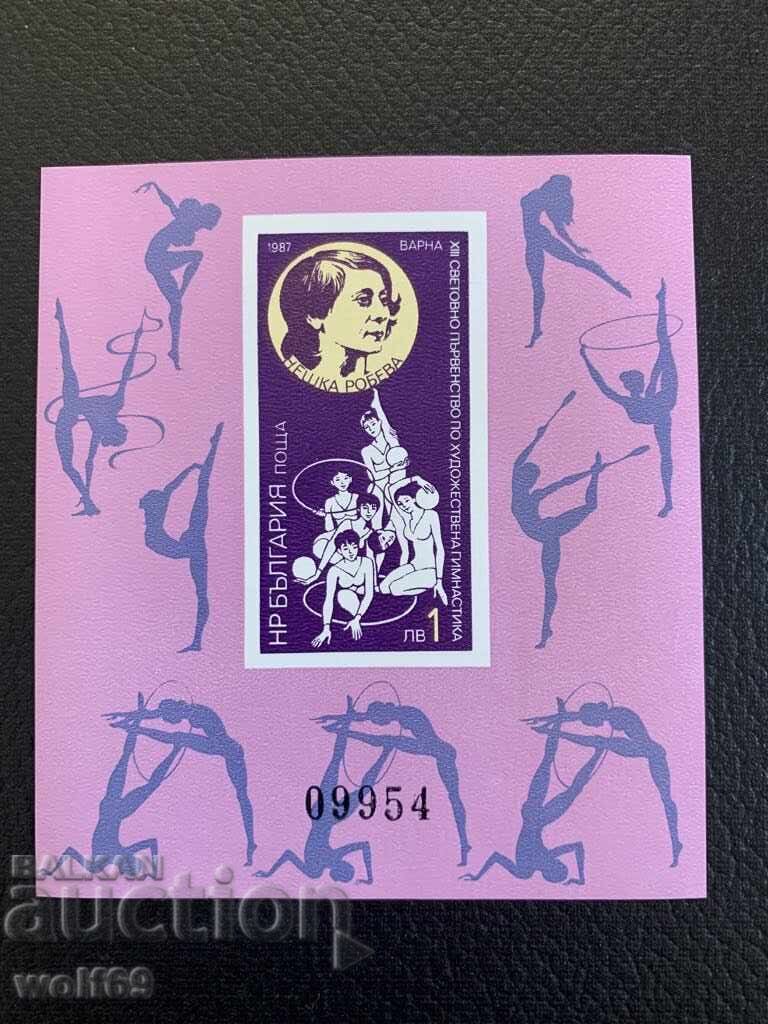 1987
ВАРНА
НЕШКА РОБЕВА
XIII СВЕТОВНО ПЪРВЕНСТВО ПО ХУДОЖЕСТВЕНА ГИМНАСТИКА
НР БЪЛГАРИЯ ПОЩА
ЛВ 1
09954
BALKAN
auction
wolf69